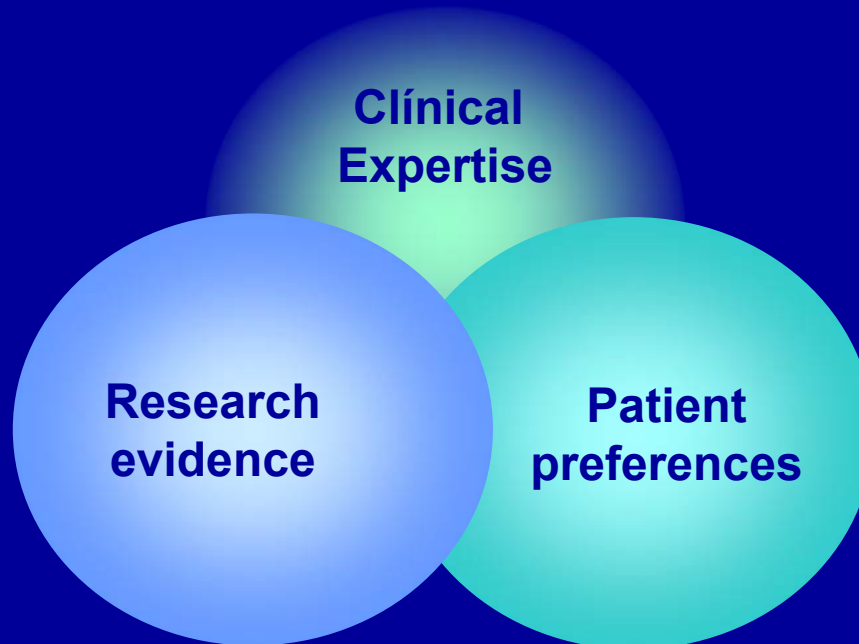 Clínical
Expertise
Research
evidence
Patient
preferences